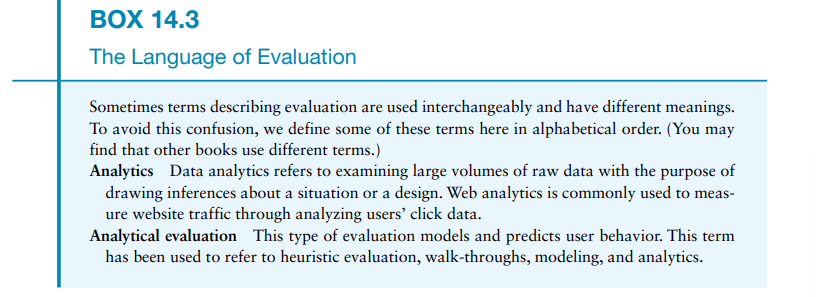 BOX 14.3
The Language of Evaluation
Sometimes terms describing evaluation are used interchangeably and have different meanings.
To avoid this confusion, we define some of these terms here in alphabetical order. (You may
find that other books use different terms.)
Analytics Data analytics refers to examining large volumes of raw data with the purpose of
drawing inferences about a situation or a design. Web analytics is commonly used to meas-
ure website traffic through analyzing users’ click data.
Analytical evaluation This type of evaluation models and predicts user behavior. This term
has been used to refer to heuristic evaluation, walk-throughs, modeling, and analytics.